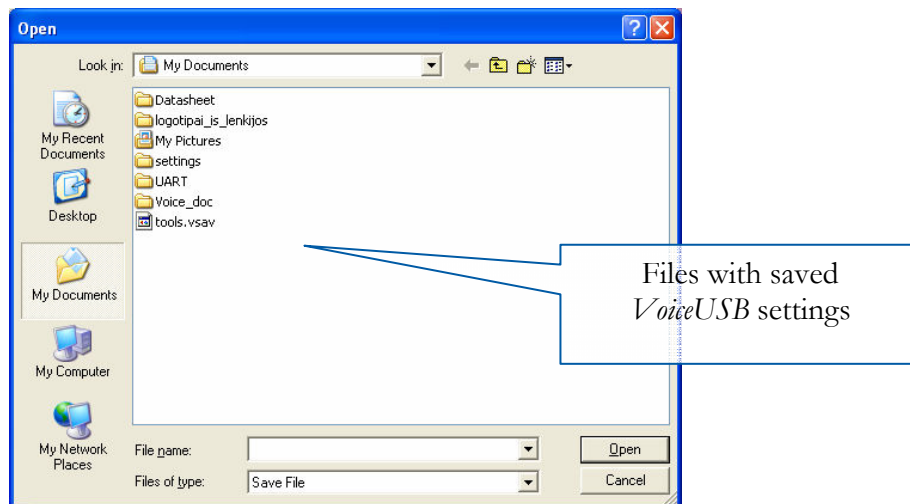 Open
Look in:
My Documents
Datasheet
logotipai_is_lenkijos
My Pictures
settings
UART
Voice_doc
tools.vsav
My Recent
Documents
Desktop
My Documents
My Computer
My Network
Places
Files with saved
VoiceUSB settings
File name:
Open
Files of type:
Save File
Cancel